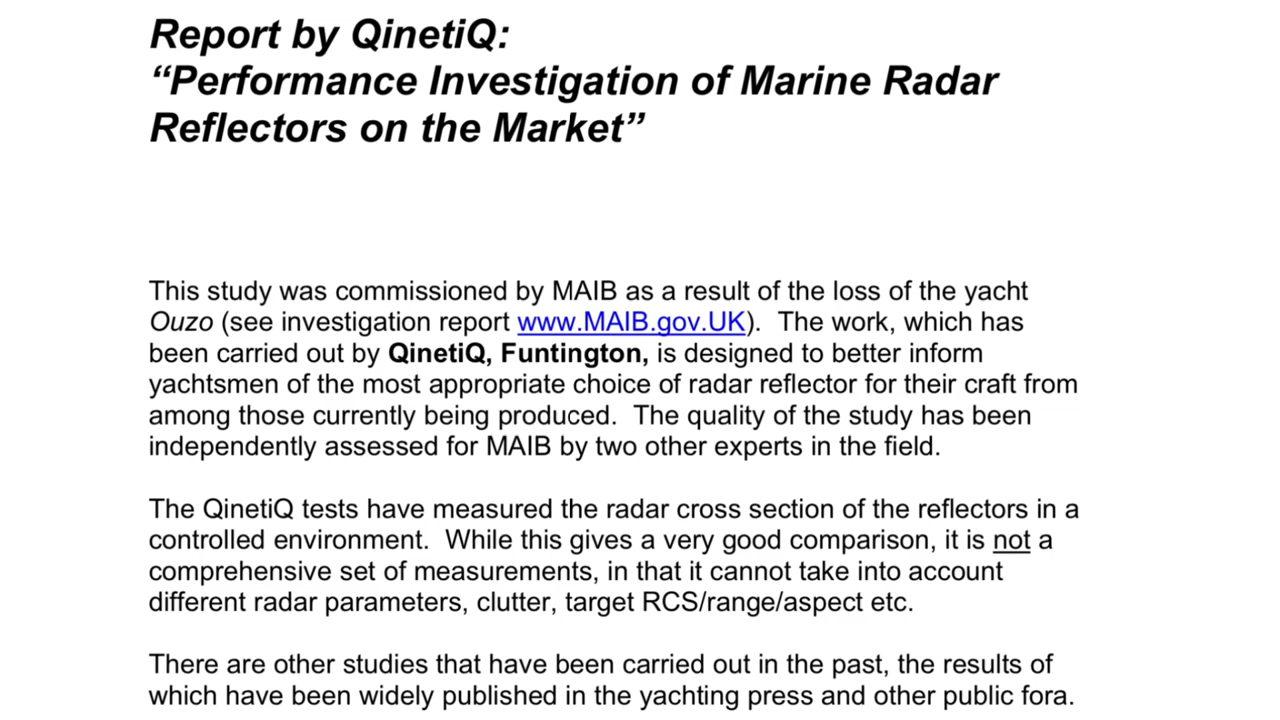 Report by QinetiQ:
“Performance Investigation of Marine Radar
Reflectors on the Market”
This study was commissioned by MAIB as a result of the loss of the yacht
Ouzo (see investigation report www.MAIB.gov.UK).  The work, which has
been carried out by QinetiQ, Funtington, is designed to better inform
yachtsmen of the most appropriate choice of radar reflector for their craft from
among those currently being produced.  The quality of the study has been
independently assessed for MAIB by two other experts in the field.
The QinetiQ tests have measured the radar cross section of the reflectors in a
controlled environment.  While this gives a very good comparison, it is not a
comprehensive set of measurements, in that it cannot take into account
different radar parameters, clutter, target RCS/range/aspect etc.
There are other studies that have been carried out in the past, the results of
which have been widely published in the yachting press and other public fora.